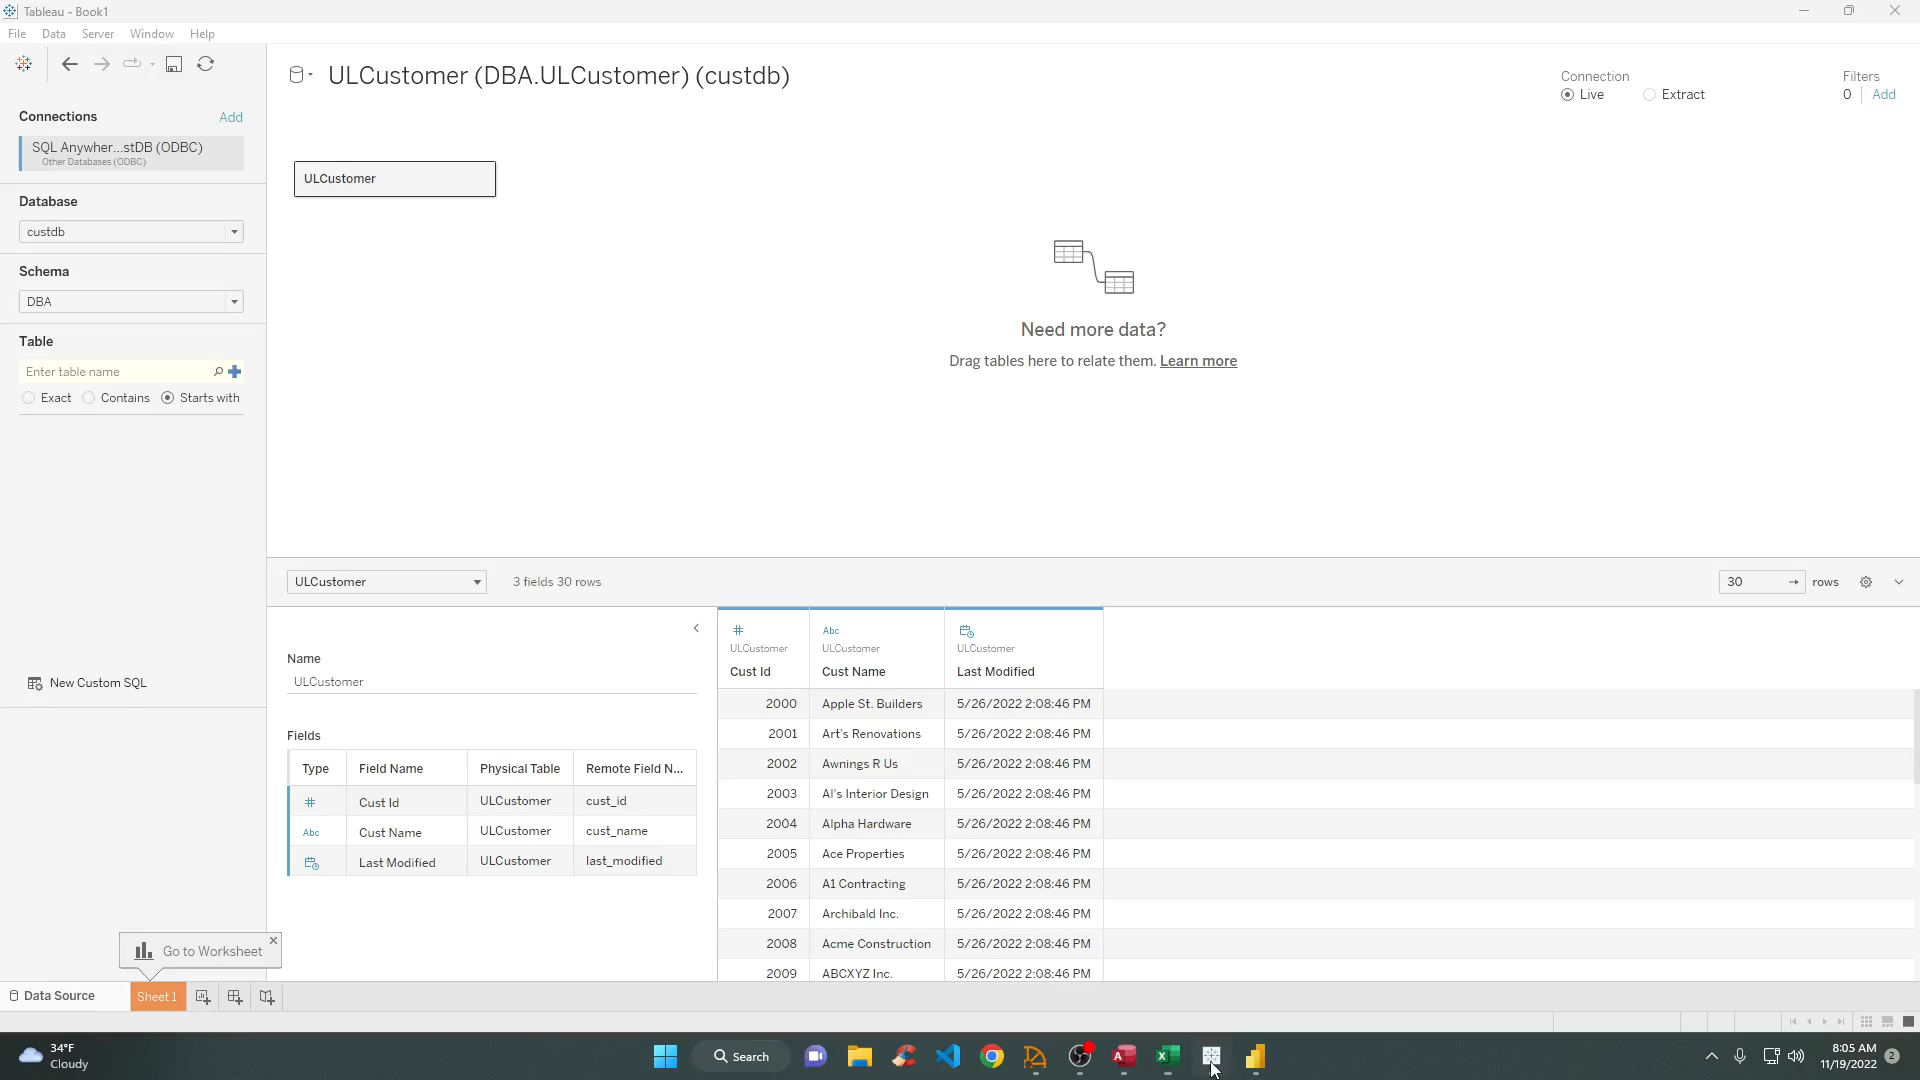 Tableau - Book1
File Data Server Window Help
Connections Add
SQL Anywher...stDB (ODBC)
Other Databases (ODBC)
Database
custdb
Schema
DBA
Table
Enter table name
Exact Contains Starts with
New Custom SQL
ULCustomer (DBA.ULCustomer) (custdb)
Connection
Live Extract
Filters
0 Add
ULCustomer
Need more data?
Drag tables here to relate them. Learn more
ULCustomer 3 fields 30 rows 30 rows
Name
ULCustomer
Fields
Type Field Name Physical Table Remote Field N...
# Cust Id ULCustomer cust_id
Abc Cust Name ULCustomer cust_name
Last Modified ULCustomer last_modified
# Abc
ULCustomer ULCustomer ULCustomer
Cust Id Cust Name Last Modified
2000 Apple St. Builders 5/26/2022 2:08:46 PM
2001 Art's Renovations 5/26/2022 2:08:46 PM
2002 Awnings R Us 5/26/2022 2:08:46 PM
2003 Al's Interior Design 5/26/2022 2:08:46 PM
2004 Alpha Hardware 5/26/2022 2:08:46 PM
2005 Ace Properties 5/26/2022 2:08:46 PM
2006 A1 Contracting 5/26/2022 2:08:46 PM
2007 Archibald Inc. 5/26/2022 2:08:46 PM
2008 Acme Construction 5/26/2022 2:08:46 PM
2009 ABCXYZ Inc. 5/26/2022 2:08:46 PM
Go to Worksheet
Data Source Sheet1
34°F
Cloudy
Search
8:05 AM
11/19/2022
2